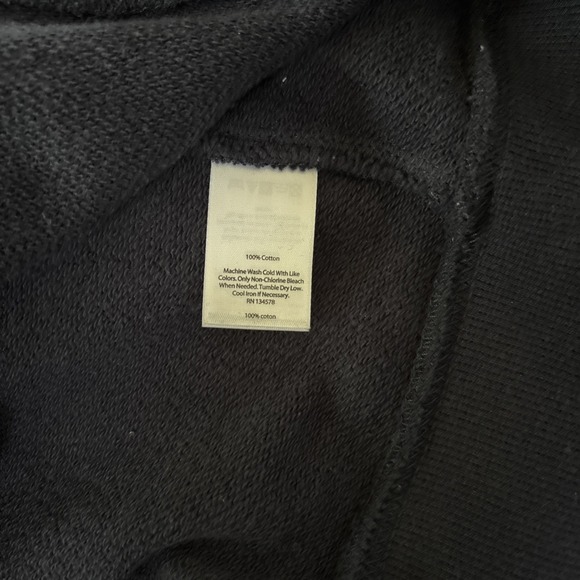 100% Cotton
Machine Wash Cold With Like
Colors. Only Non-Chlorine Bleach
When Needed. Tumble Dry Low.
Cool Iron If Necessary.
RN 134578
100% coton